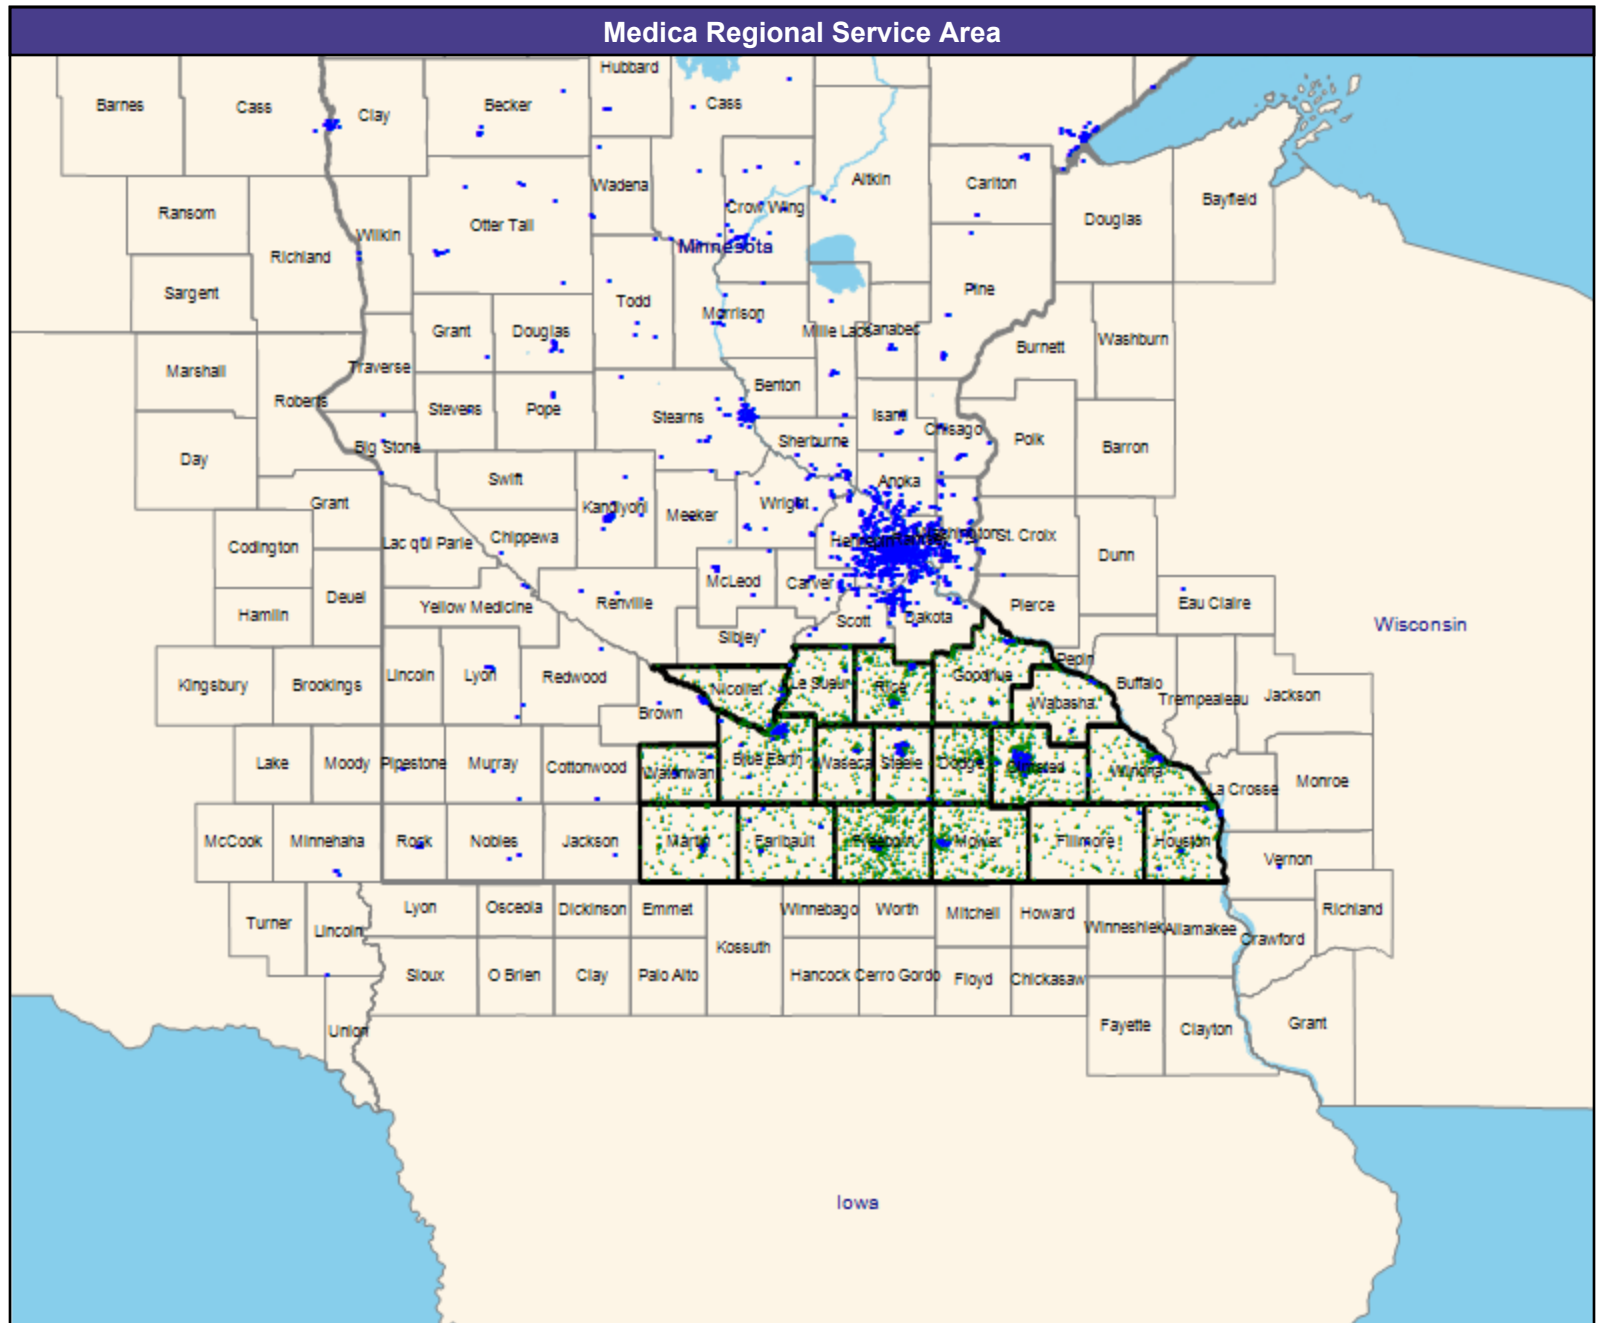 Medica Regional Service Area
Hubbard
Barnes
Cass
Clay
Becker
Cass
Wadena
Aitkin
Carlton
Ransom
Crow Wing
Douglas
Bayfield
Otter Tail
Wilkin
Richland
Minnesota
Sargent
Todd
Pine
Morrison
Grant
Douglas
Mille Lacs
Kanabec
Burnett
Washburn
Marshall
Traverse
Benton
Roberts
Stevens
Pope
Stearns
Isanti
Chisago
Sherburne
Polk
Barron
Big Stone
Day
Swift
Anoka
Grant
Kandiyohi
Meeker
Wright
Codington
Lac qui Parle
Chippewa
Hennepin
Washington
St. Croix
Dunn
McLeod
Carver
Deuel
Yellow Medicine
Renville
Pierce
Eau Claire
Hamlin
Scott
Dakota
Sibley
Wisconsin
Pepin
Kingsbury
Brookings
Lincoln
Lyon
Redwood
Nicollet
Le Sueur
Rice
Goodhue
Buffalo
Trempealeau
Jackson
Brown
Wabasha
Lake
Moody
Pipestone
Murray
Cottonwood
Watonwan
Blue Earth
Waseca
Steele
Dodge
Olmsted
Winona
La Crosse
Monroe
McCook
Minnehaha
Rock
Nobles
Jackson
Martin
Faribault
Freeborn
Mower
Fillmore
Houston
Vernon
Turner
Lincoln
Lyon
Osceola
Dickinson
Emmet
Winnebago
Worth
Mitchell
Howard
Winneshiek
Allamakee
Crawford
Richland
Kossuth
Sioux
O Brien
Clay
Palo Alto
Hancock
Cerro Gordo
Floyd
Chickasaw
Union
Fayette
Clayton
Grant
Iowa